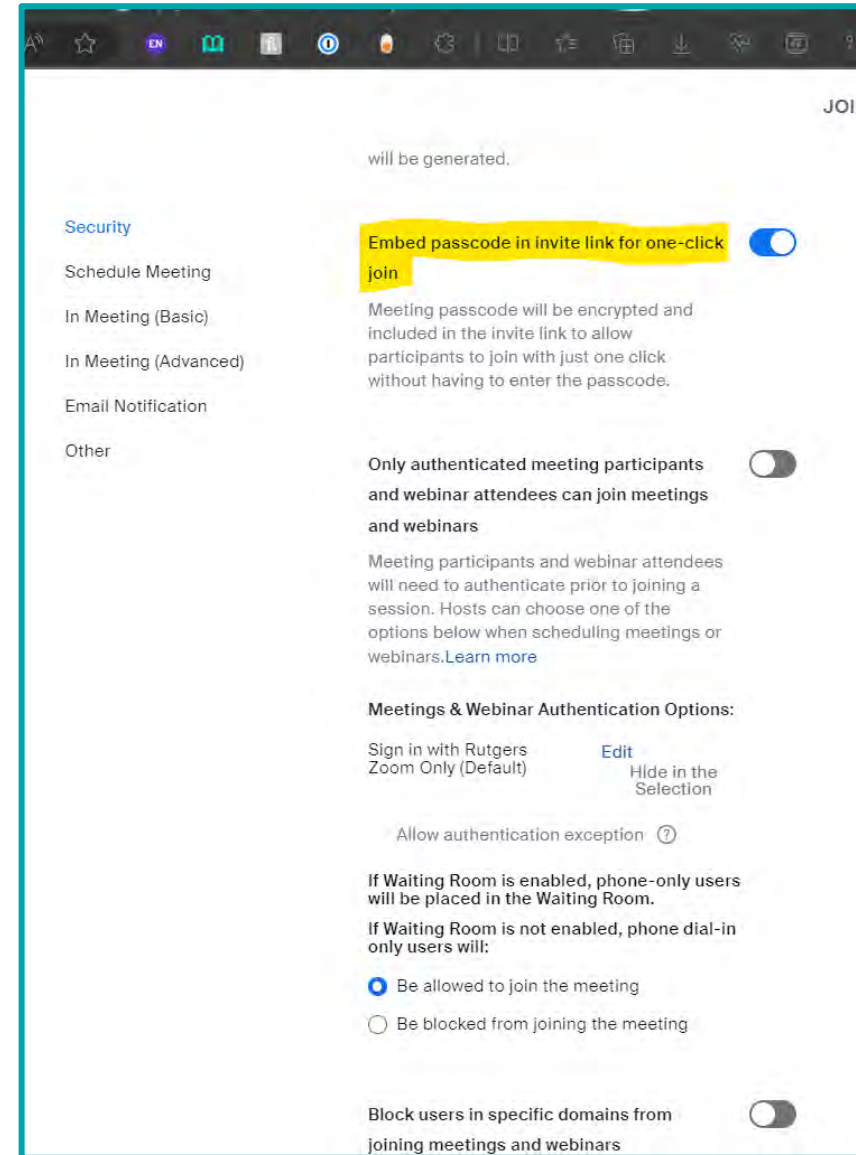 EN
JOI
will be generated.
Security
Schedule Meeting
In Meeting (Basic)
In Meeting (Advanced)
Email Notification
Other
Embed passcode in invite link for one-click
join
Meeting passcode will be encrypted and
included in the invite link to allow
participants to join with just one click
without having to enter the passcode.
Only authenticated meeting participants
and webinar attendees can join meetings
and webinars
Meeting participants and webinar attendees
will need to authenticate prior to joining a
session. Hosts can choose one of the
options below when scheduling meetings or
webinars.Learn more
Meetings & Webinar Authentication Options:
Sign in with Rutgers Edit
Zoom Only (Default) Hide in the
Selection
Allow authentication exception ?
If Waiting Room is enabled, phone-only users
will be placed in the Waiting Room.
If Waiting Room is not enabled, phone dial-in
only users will:
Be allowed to join the meeting
Be blocked from joining the meeting
Block users in specific domains from
joining meetings and webinars